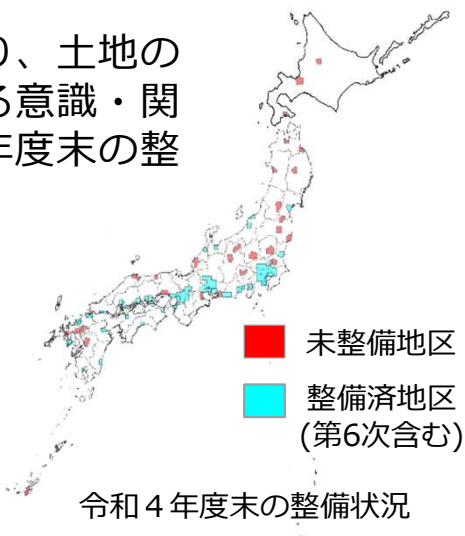 り、土地の
る意識・関
年度末の整
未整備地区
整備済地区
(第6次含む)
令和４年度末の整備状況